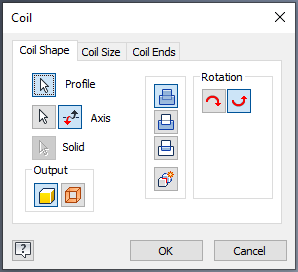 Coil
Coil Shape Coil Size Coil Ends
Profile
Rotation
Axis
Solid
Output
?
OK Cancel